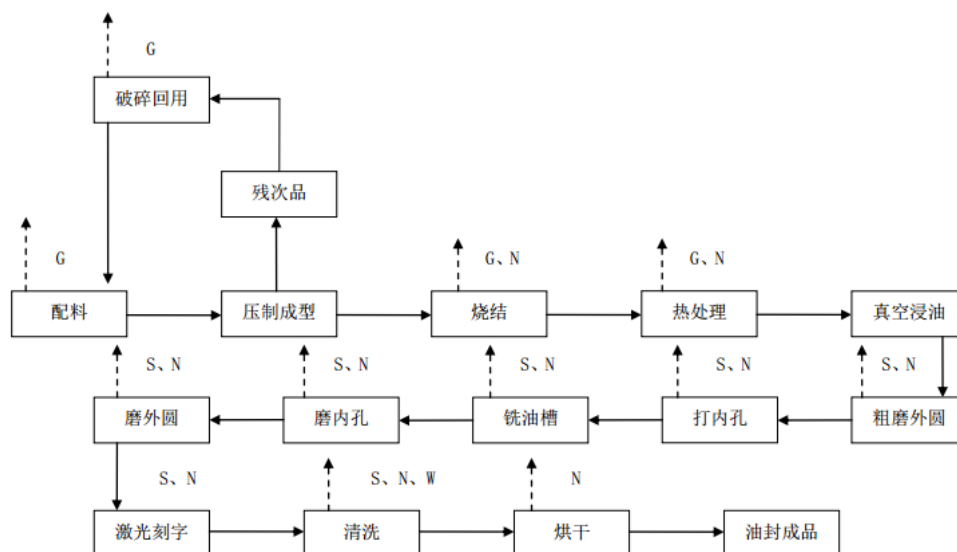 G
破碎回用
残次品
G
G、N
G、N
配料
压制成型
烧结
热处理
真空浸油
S、N
S、N
S、N
S、N
S、N
磨外圆
磨内孔
铣油槽
打内孔
粗磨外圆
S、N
S、N、W
N
激光刻字
清洗
烘干
油封成品